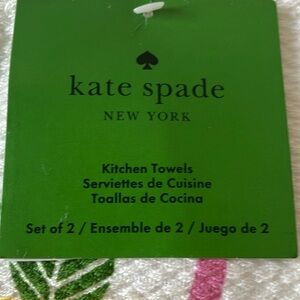 kate spade
NEW YORK
Kitchen Towels
Serviettes de Cuisine
Toallas de Cocina
Set of 2 / Ensemble de 2 / Juego de 2